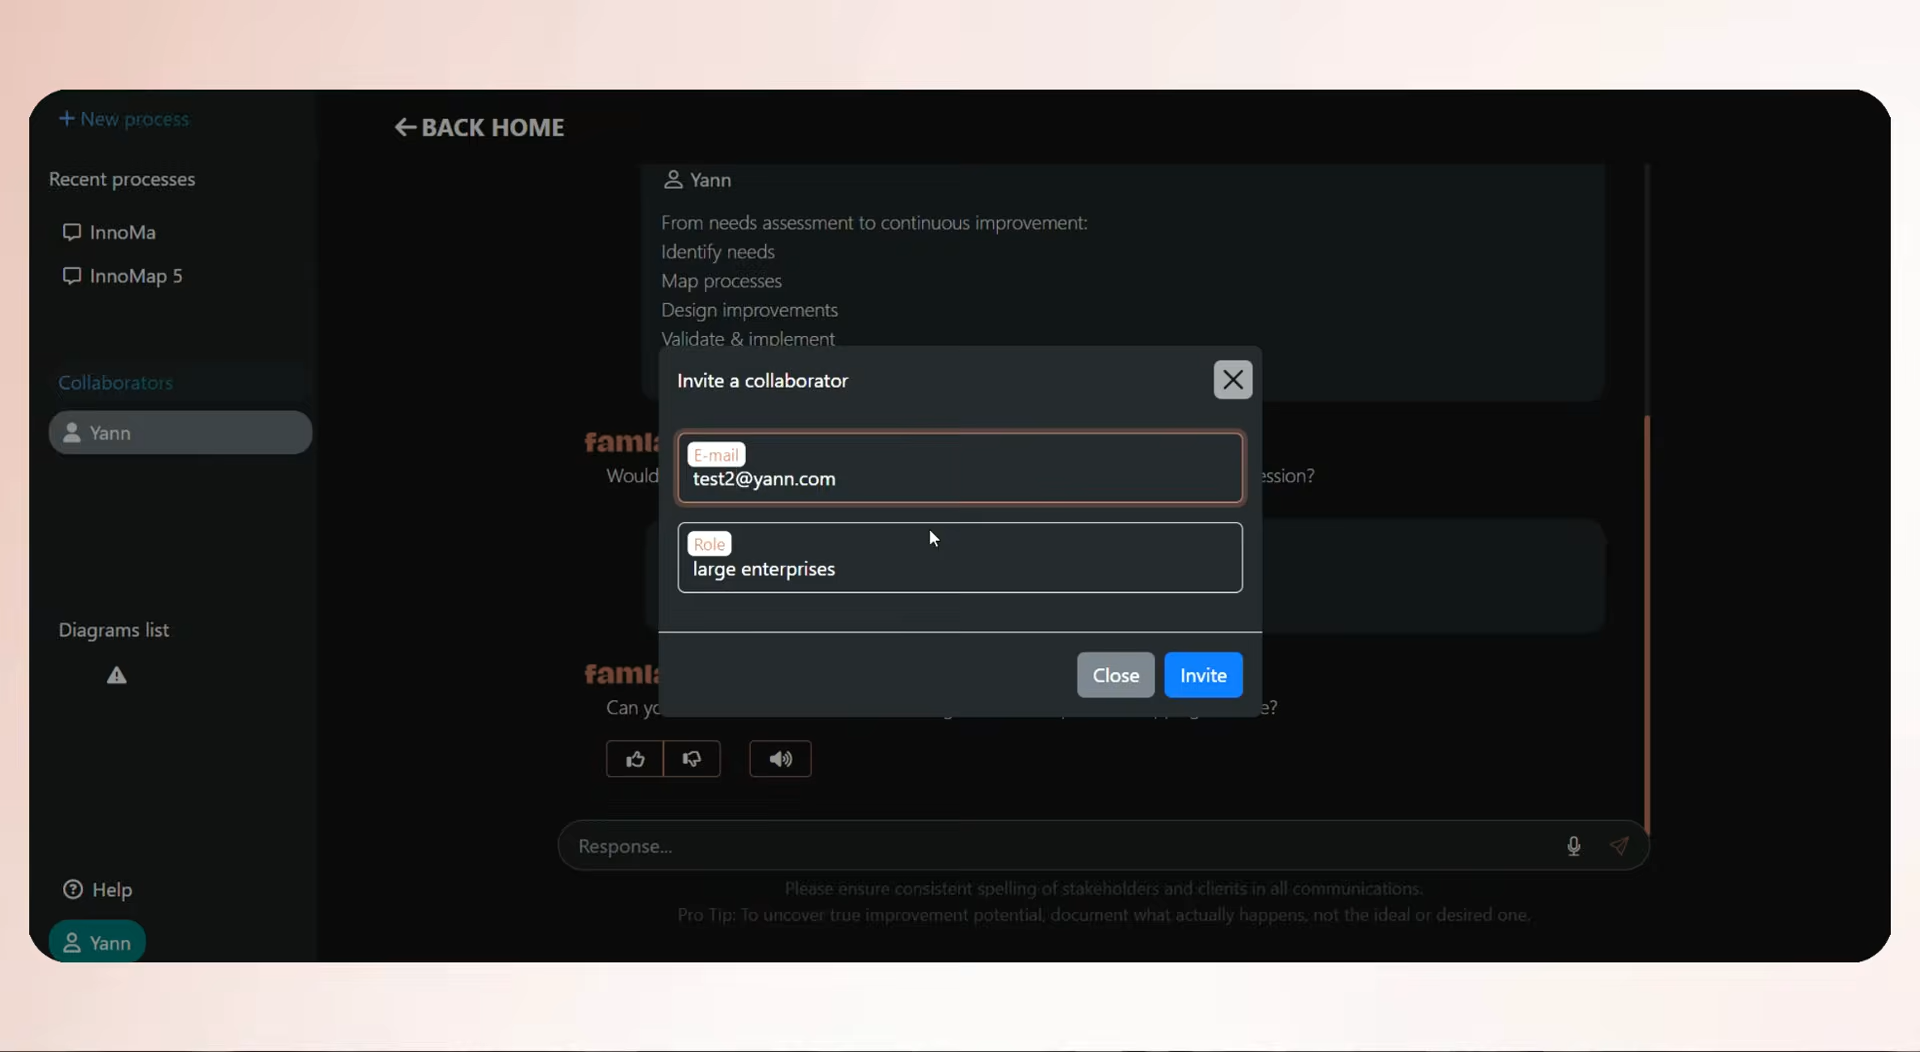 + New process
Recent processes
InnoMa
InnoMap 5
Collaborators
Yann
Diagrams list
Help
Yann
BACK HOME
Yann
From needs assessment to continuous improvement:
Identify needs
Map processes
Design improvements
Validate & implement
Invite a collaborator
E-mail
test2@yann.com
Would
Role
large enterprises
Close
Invite
Response...
Please ensure consistent spelling of stakeholders and clients in all communications.
Pro Tip: To uncover true improvement potential, document what actually happens, not the ideal or desired one.